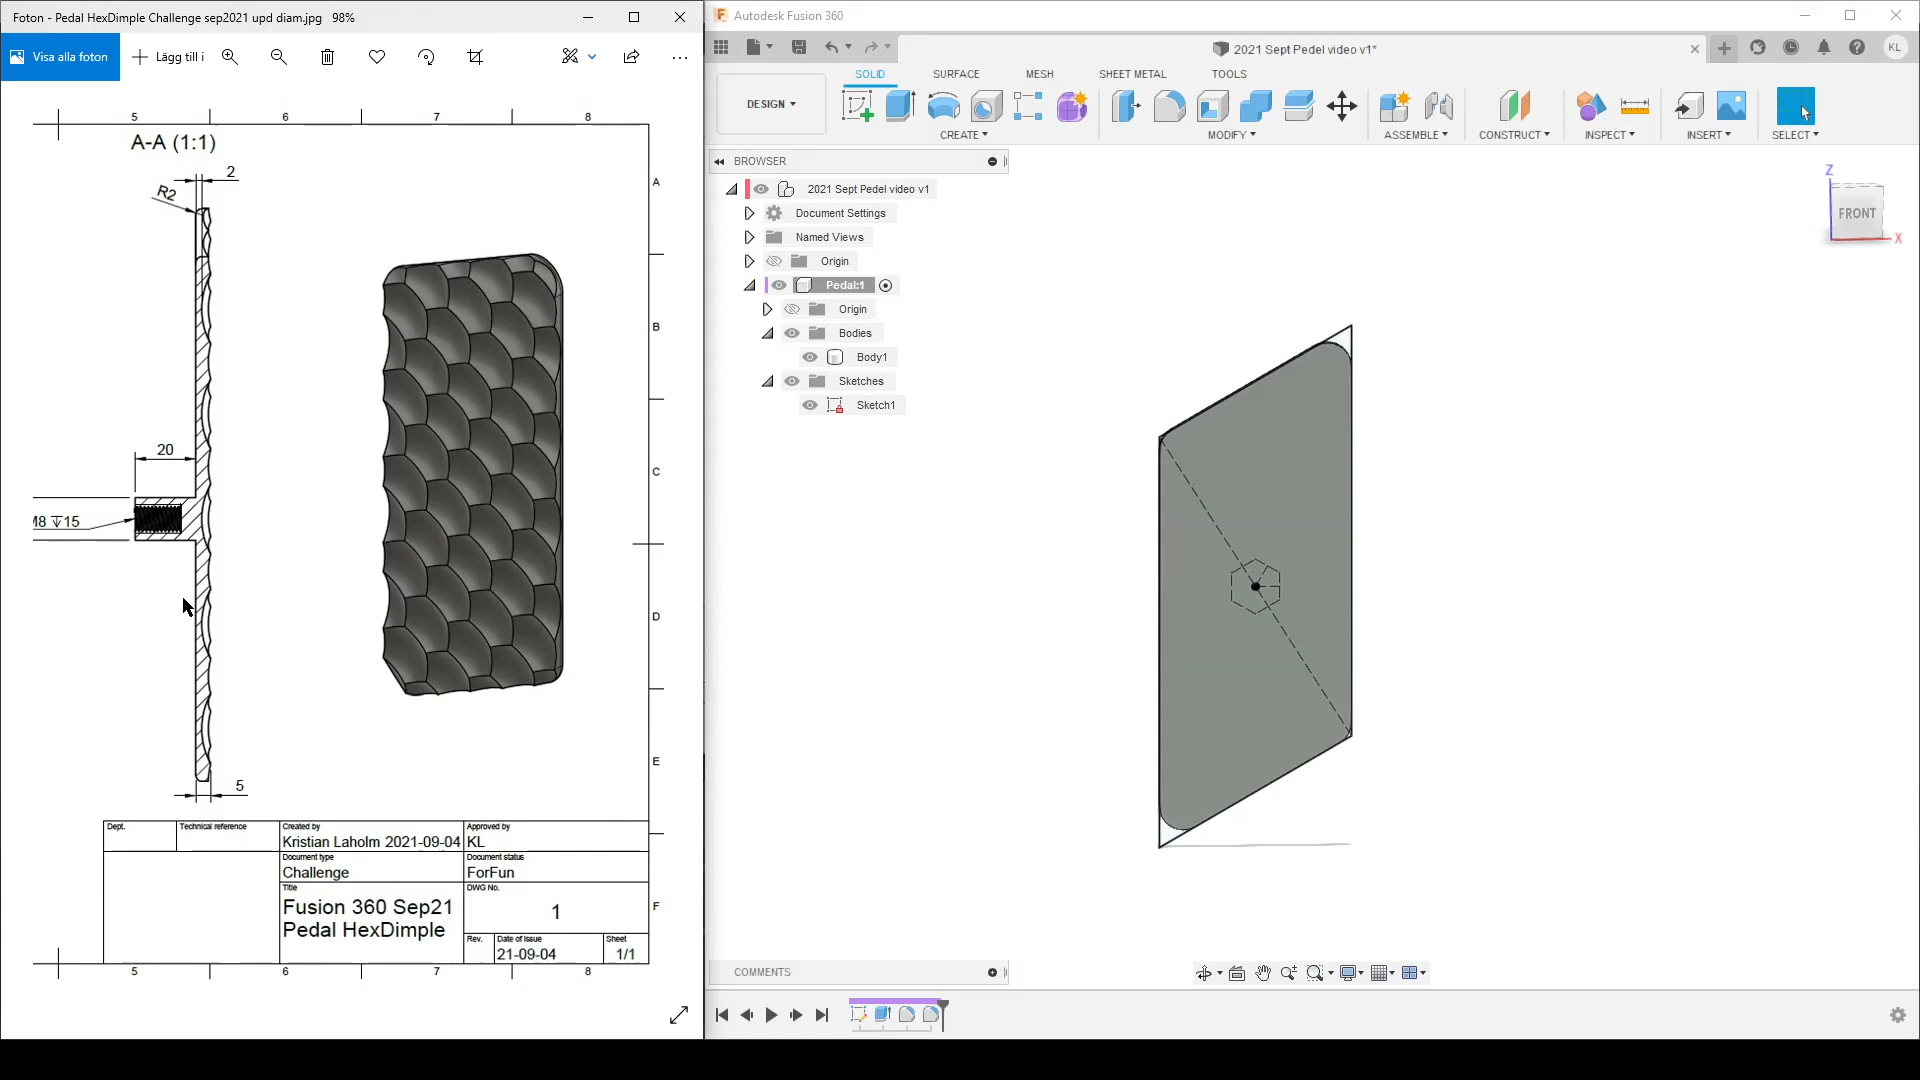 Foton - Pedal HexDimple Challenge sep2021 upd diam.jpg 98%
Visa alla foton
Lägg till i
5 6 7 8
A-A (1:1)
2
R2
A
B
C
D
E
F
20
M8 ↧15
5
Dept.
Technical reference
Created by
Kristian Laholm 2021-09-04
Approved by
KL
Document type
Challenge
Document status
ForFun
Title
Fusion 360 Sep21
Pedal HexDimple
DWG No.
1
Rev.
Date of issue
21-09-04
Sheet
1/1
5 6 7 8
Autodesk Fusion 360
2021 Sept Pedel video v1*
KL
DESIGN
SOLID SURFACE MESH SHEET METAL TOOLS
CREATE MODIFY ASSEMBLE CONSTRUCT INSPECT INSERT SELECT
BROWSER
2021 Sept Pedel video v1
Document Settings
Named Views
Origin
Pedal:1
Origin
Bodies
Body1
Sketches
Sketch1
Z
FRONT
X
COMMENTS